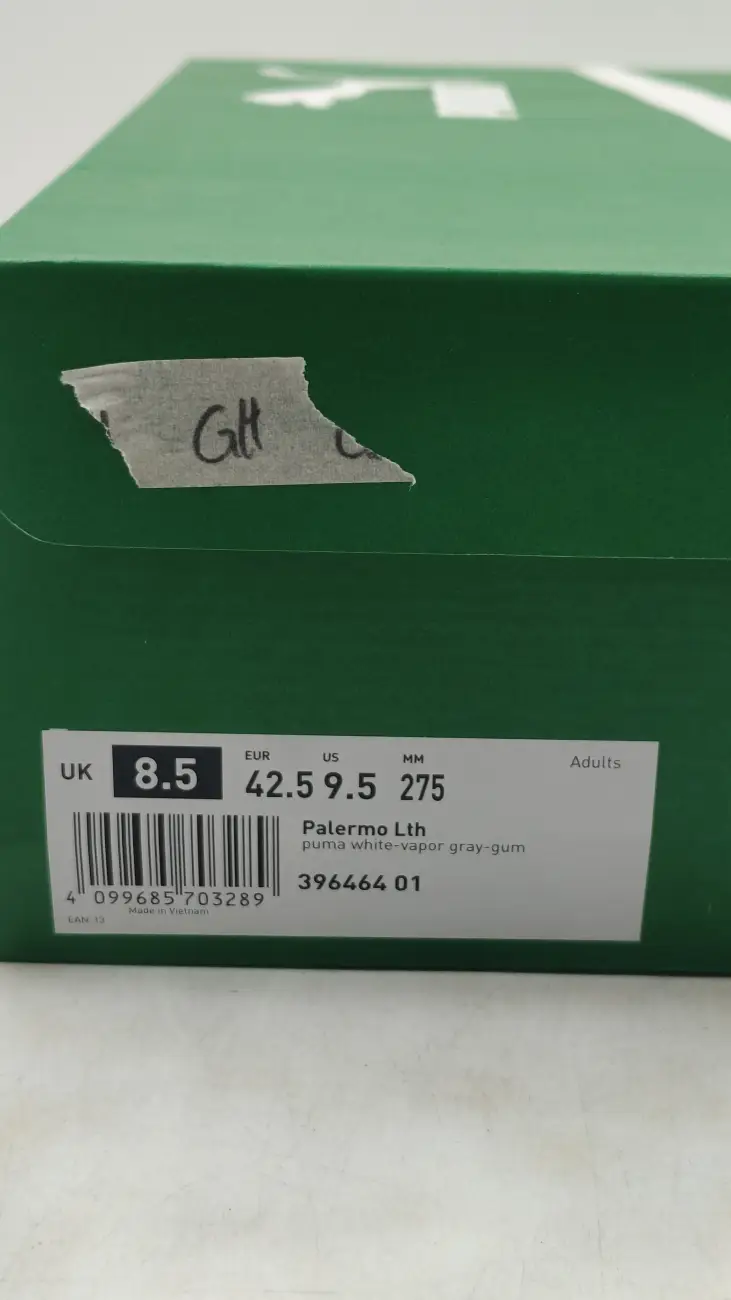 GH
UK 8.5 EUR 42.5 US 9.5 MM 275 Adults
Palermo Lth
puma white-vapor gray-gum
396464 01
4 099685 703289
Made in Vietnam
EAN 13